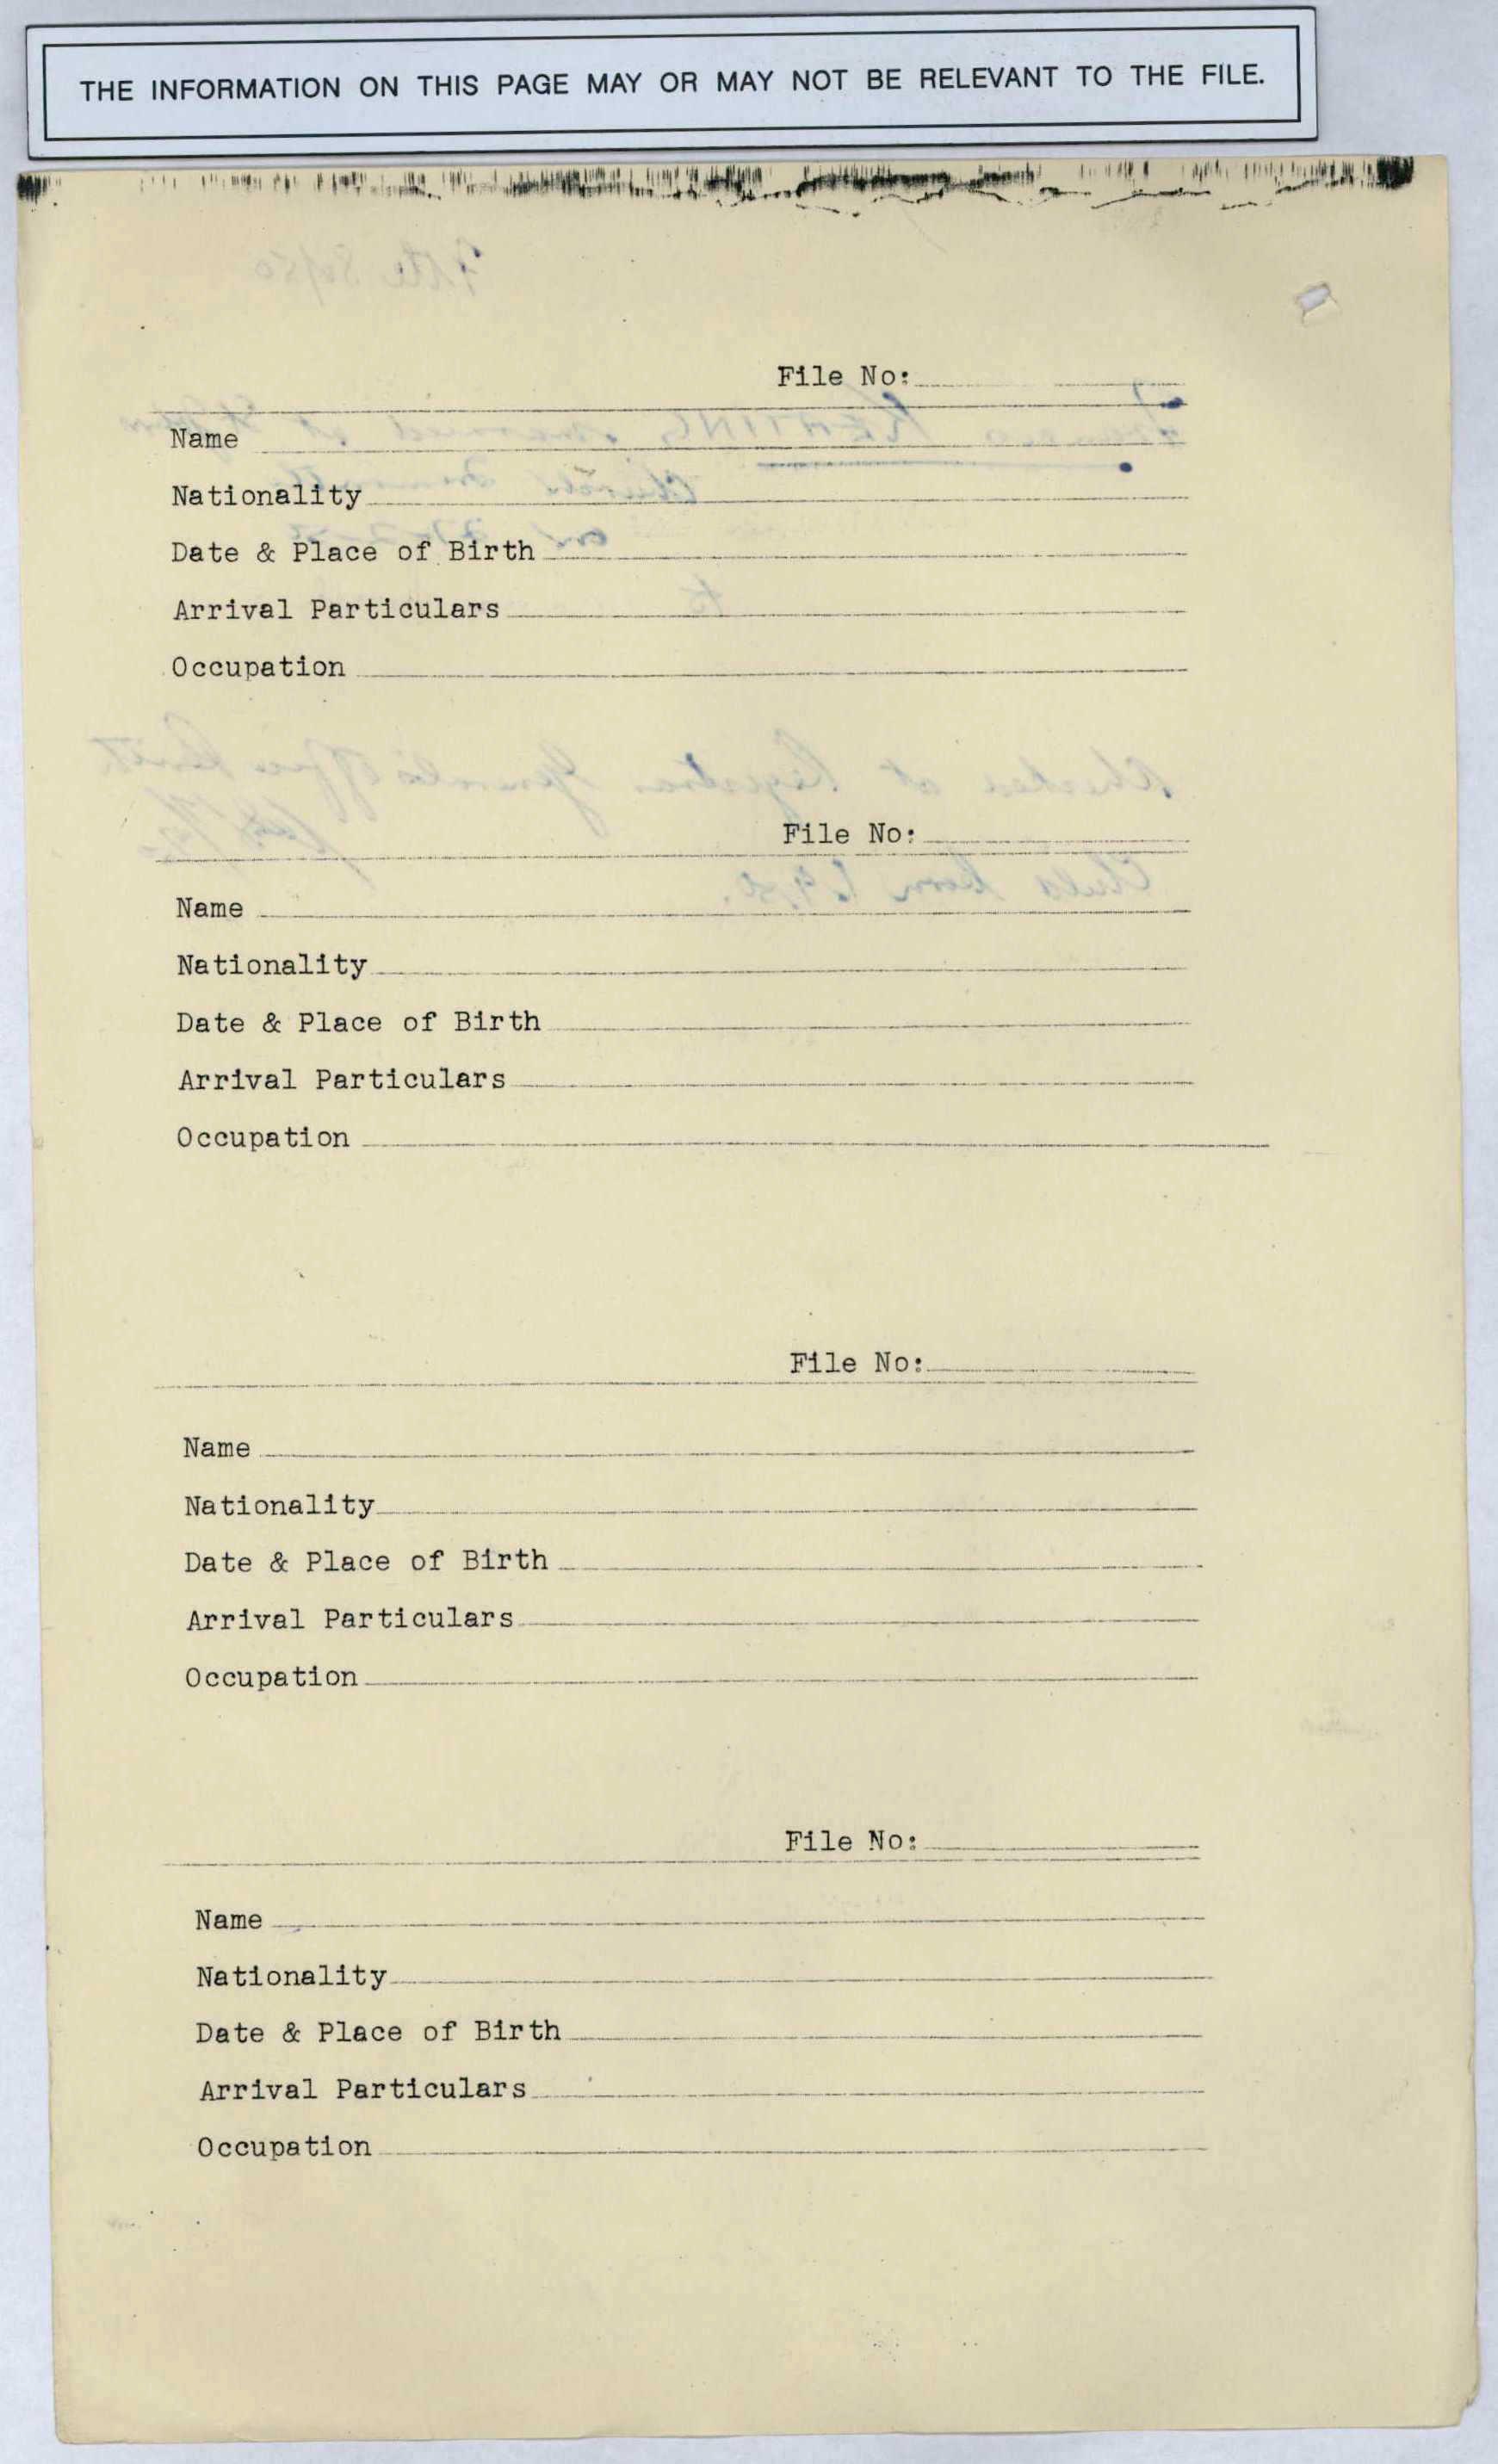 THE INFORMATION ON THIS PAGE MAY OR MAY NOT BE RELEVANT TO THE FILE.
File No:
Name
Nationality
Date & Place of Birth
Arrival Particulars
Occupation
File No:
Name
Nationality
Date & Place of Birth
Arrival Particulars
Occupation
File No:
Name
Nationality
Date & Place of Birth
Arrival Particulars
Occupation
File No:
Name
Nationality
Date & Place of Birth
Arrival Particulars
Occupation